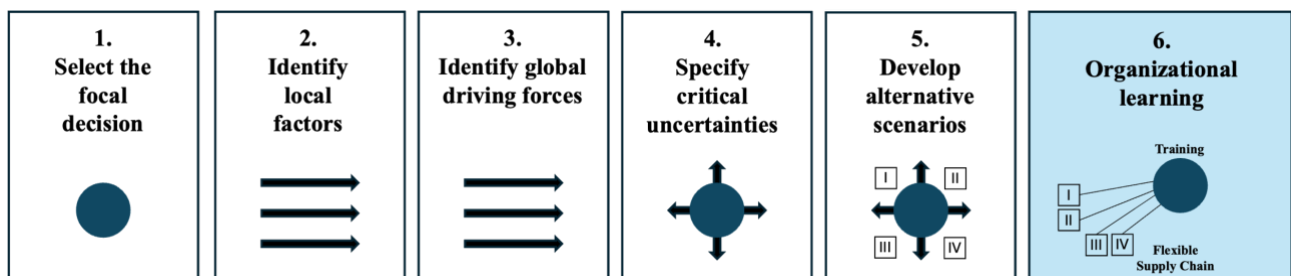 1.
Select the
focal
decision
2.
Identify
local
factors
3.
Identify global
driving forces
4.
Specify
critical
uncertainties
5.
Develop
alternative
scenarios
I
II
III
IV
6.
Organizational
learning
Training
I
II
III
IV
Flexible
Supply Chain